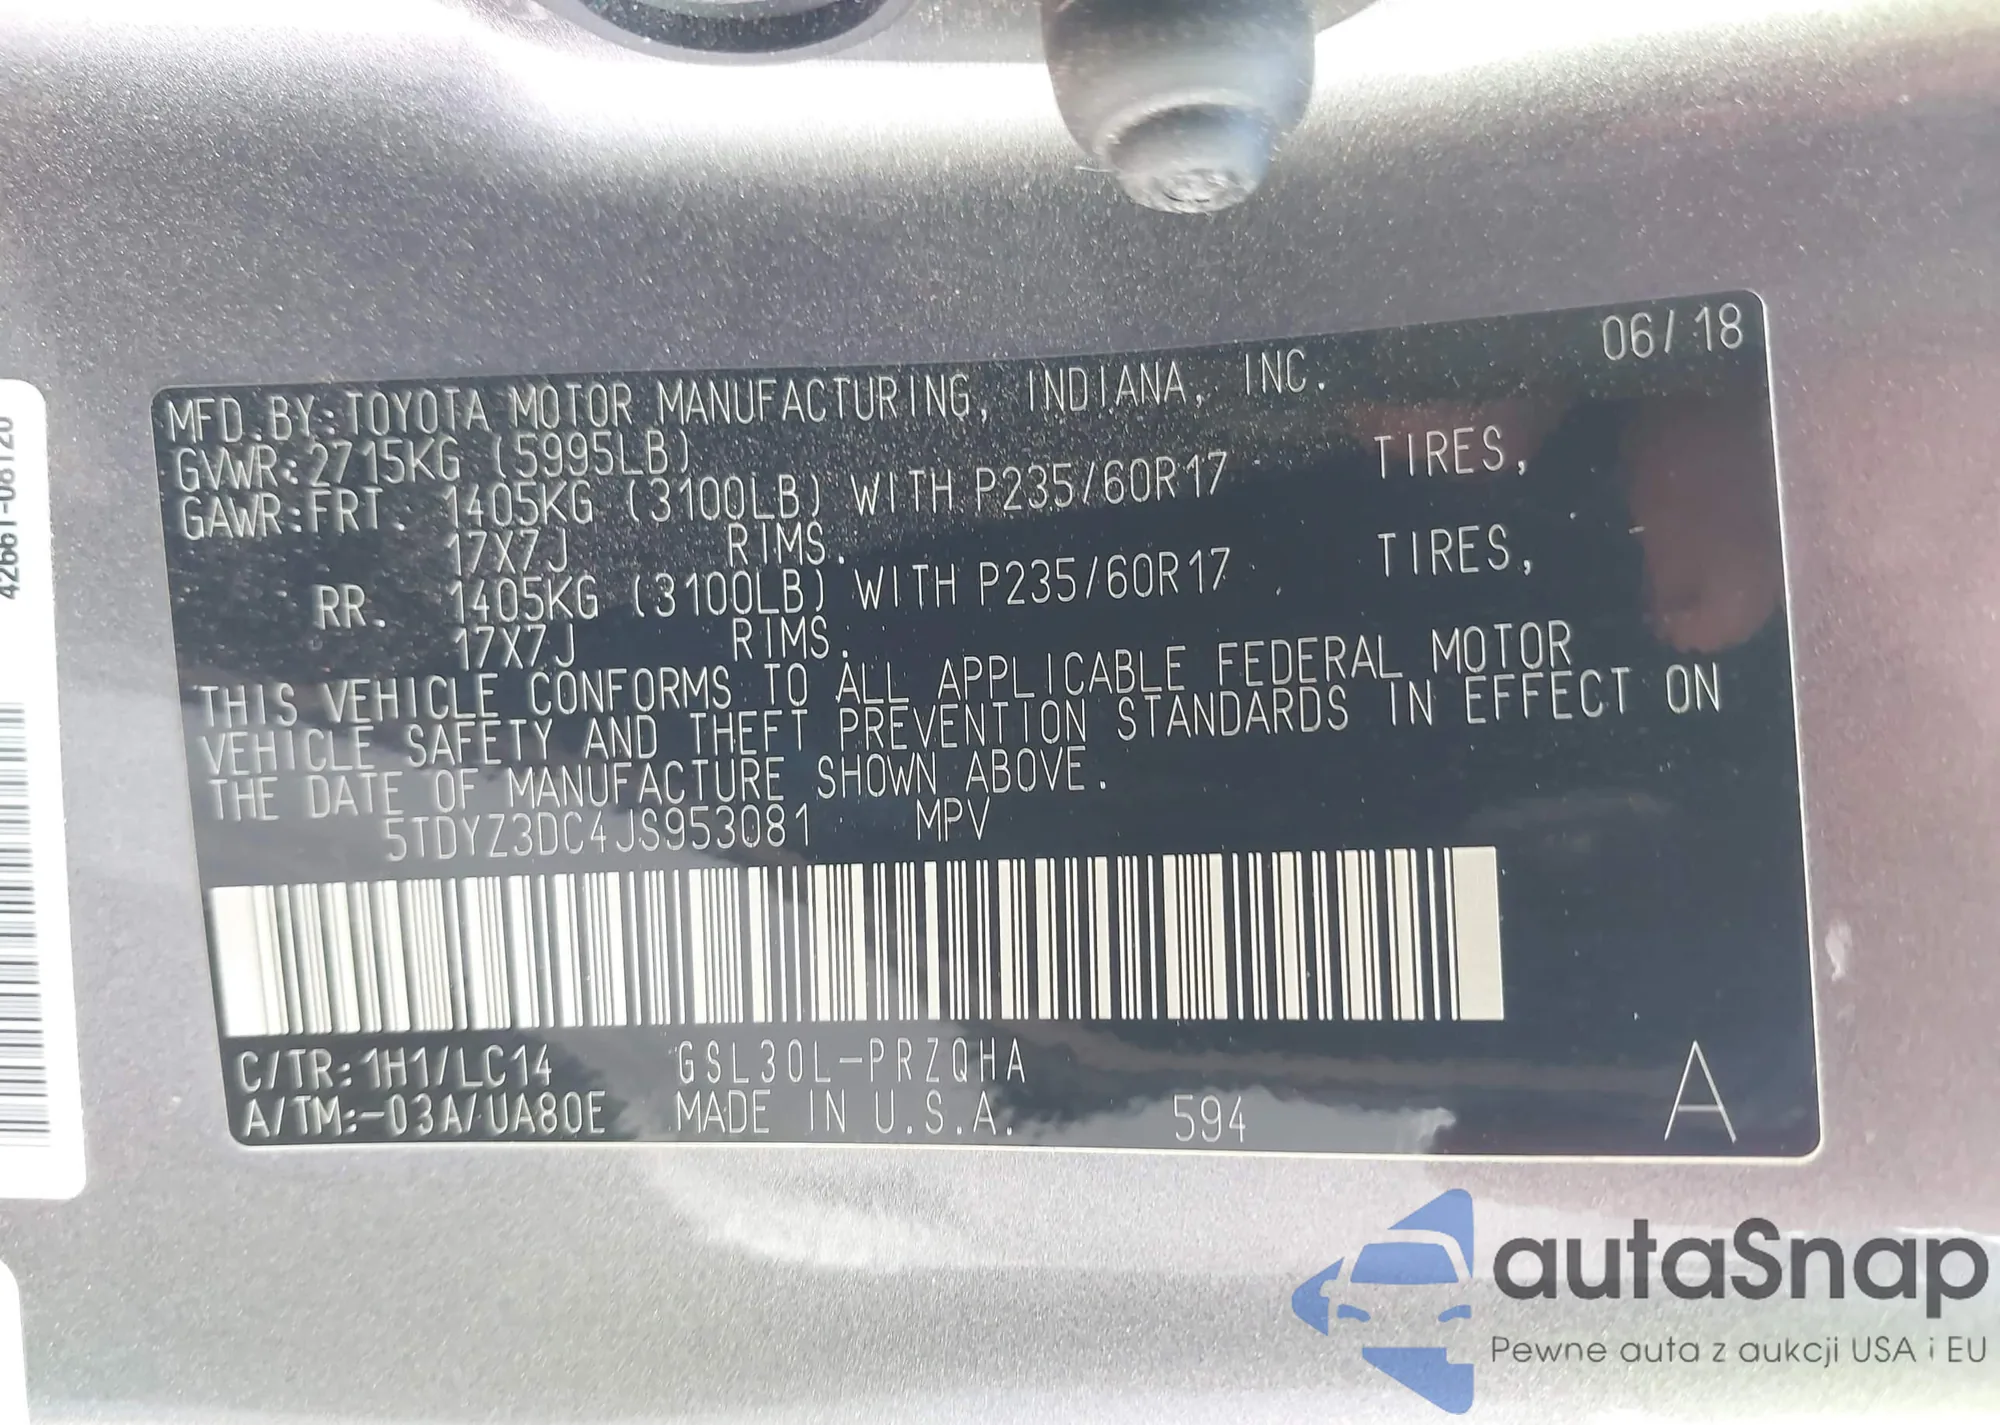 06/18
MFD.BY:TOYOTA MOTOR MANUFACTURING, INDIANA, INC.
GVWR:2715KG (5995LB)
GAWR:FRT. 1405KG (3100LB) WITH P235/60R17 TIRES,
17X7J RIMS.
RR. 1405KG (3100LB) WITH P235/60R17 TIRES,
17X7J RIMS.
THIS VEHICLE CONFORMS TO ALL APPLICABLE FEDERAL MOTOR
VEHICLE SAFETY AND THEFT PREVENTION STANDARDS IN EFFECT ON
THE DATE OF MANUFACTURE SHOWN ABOVE.
5TDYZ3DC4JS953081 MPV
C/TR:1H1/LC14 GSL30L-PRZQHA
A/TM:-03A/UA80E MADE IN U.S.A. 594 A
42661-08120
autaSnap
Pewne auta z aukcji USA i EU